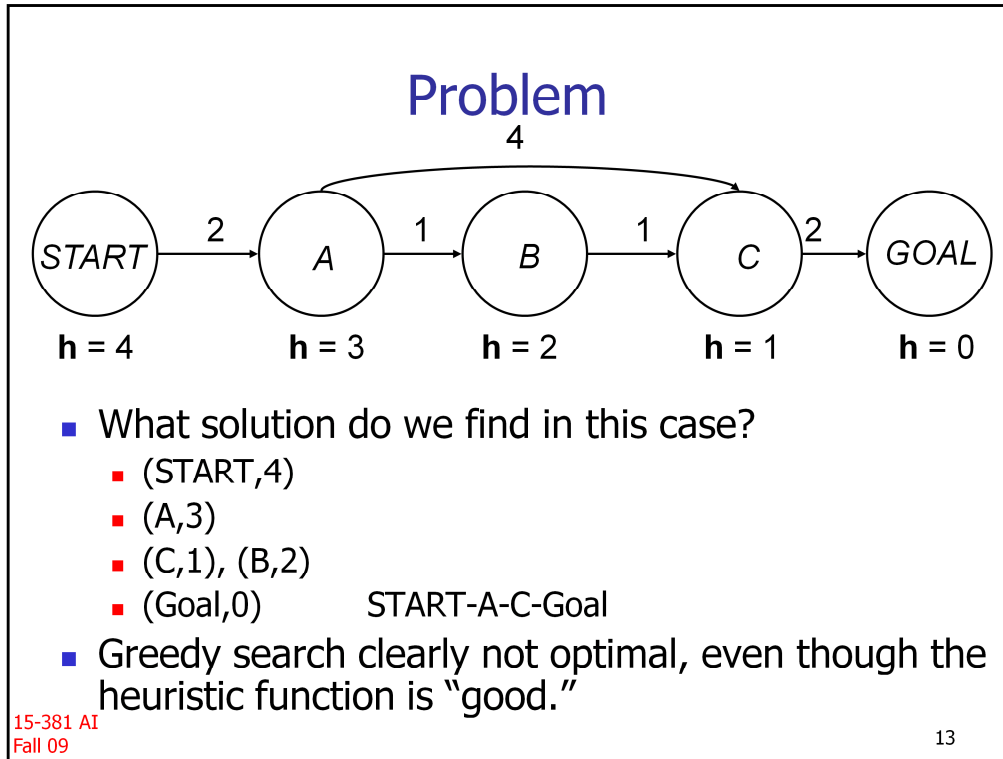 Problem
4
START 2 A 1 B 1 C 2 GOAL
h = 4 h = 3 h = 2 h = 1 h = 0
■ What solution do we find in this case?
■ (START,4)
■ (A,3)
■ (C,1), (B,2)
■ (Goal,0) START-A-C-Goal
■ Greedy search clearly not optimal, even though the
heuristic function is “good.”
15-381 AI
Fall 09
13